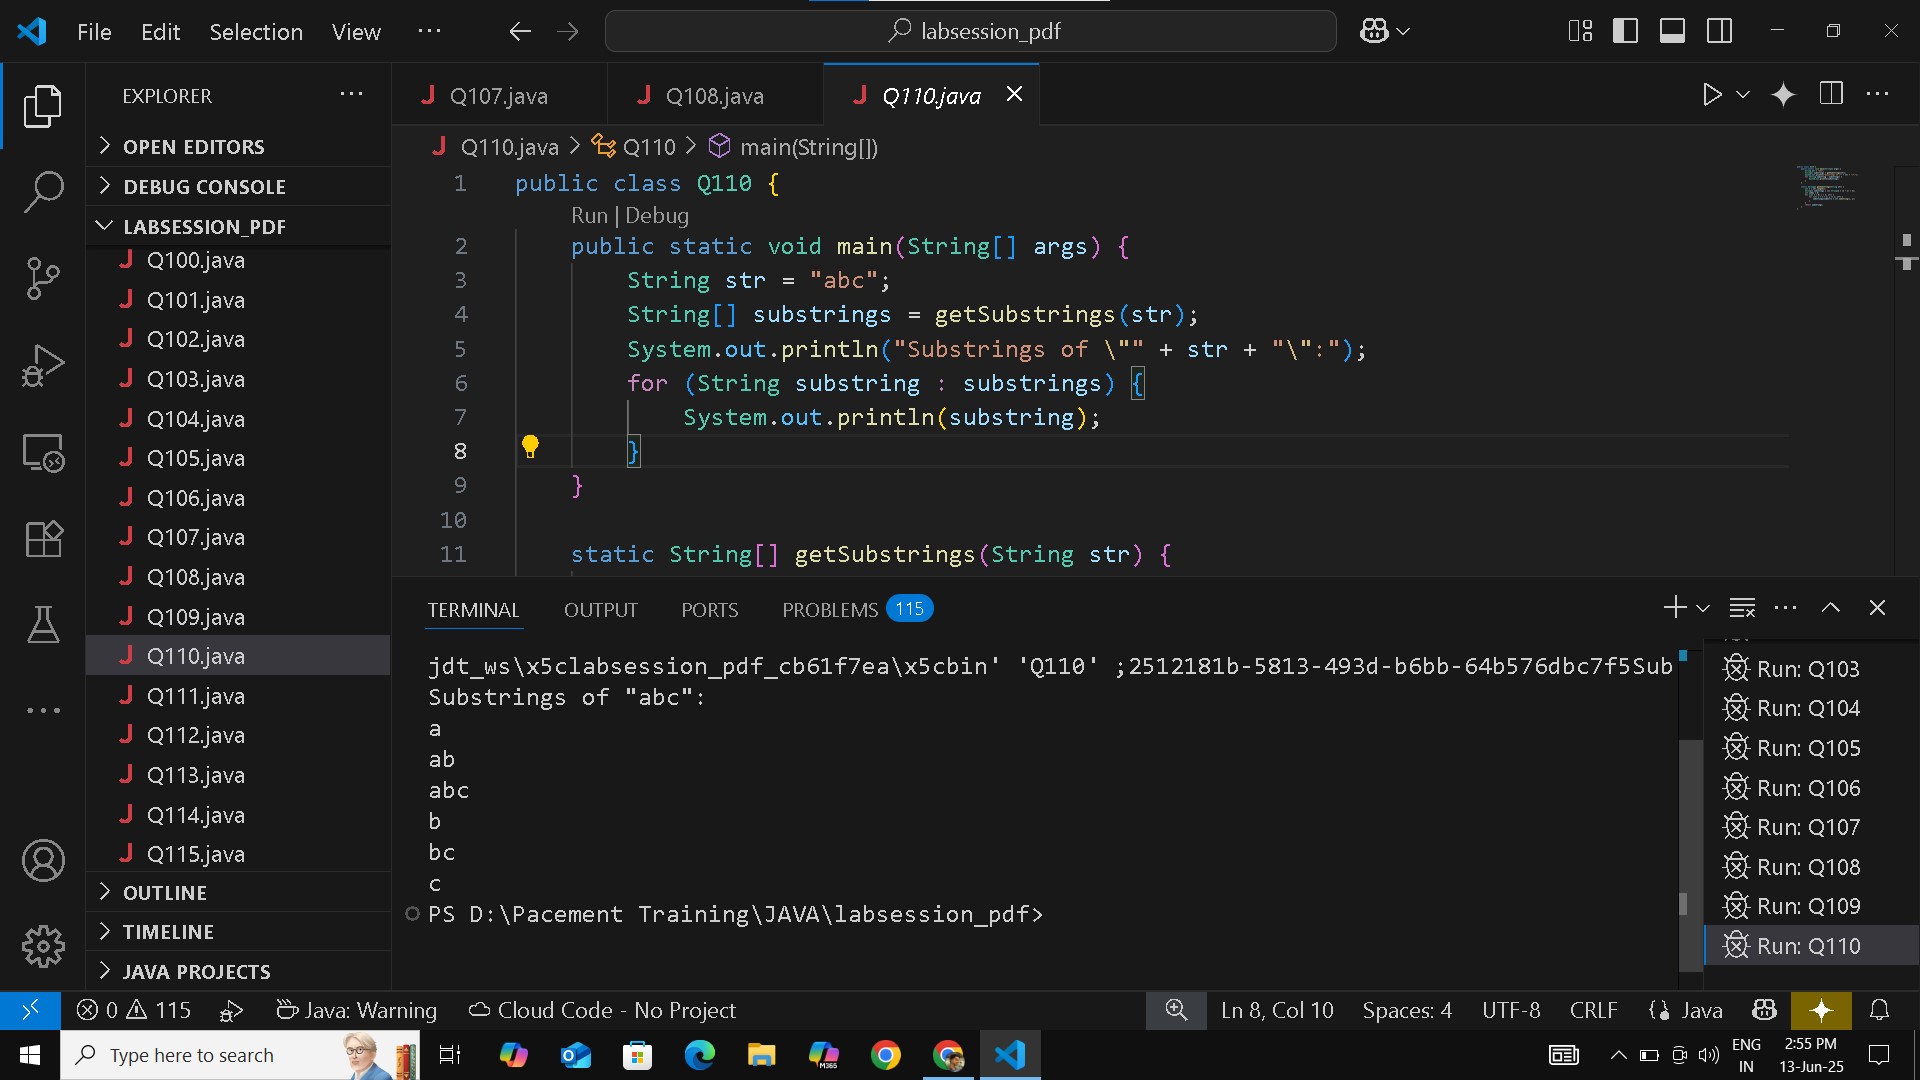 File Edit Selection View ··· labsession_pdf
EXPLORER ···
OPEN EDITORS
DEBUG CONSOLE
LABSESSION_PDF
Q100.java
Q101.java
Q102.java
Q103.java
Q104.java
Q105.java
Q106.java
Q107.java
Q108.java
Q109.java
Q110.java
Q111.java
Q112.java
Q113.java
Q114.java
Q115.java
OUTLINE
TIMELINE
JAVA PROJECTS
Q107.java Q108.java Q110.java
Q110.java > Q110 > main(String[])
1 public class Q110 {
Run | Debug
2 public static void main(String[] args) {
3 String str = "abc";
4 String[] substrings = getSubstrings(str);
5 System.out.println("Substrings of \"" + str + "\":");
6 for (String substring : substrings) {
7 System.out.println(substring);
8 }
9 }
10
11 static String[] getSubstrings(String str) {
TERMINAL OUTPUT PORTS PROBLEMS 115
jdt_ws\x5clabsession_pdf_cb61f7ea\x5cbin' 'Q110' ;2512181b-5813-493d-b6bb-64b576dbc7f5Sub
Substrings of "abc":
a
ab
abc
b
bc
c
PS D:\Pacement Training\JAVA\labsession_pdf>
Run: Q103
Run: Q104
Run: Q105
Run: Q106
Run: Q107
Run: Q108
Run: Q109
Run: Q110
0 115 Java: Warning Cloud Code - No Project Ln 8, Col 10 Spaces: 4 UTF-8 CRLF Java
Type here to search M365 ENG IN 2:55 PM 13-Jun-25